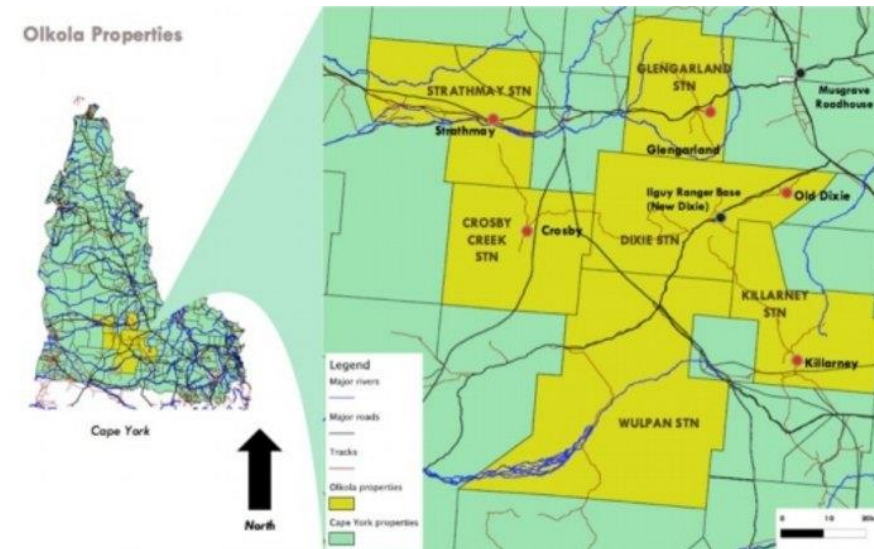 Olkola Properties
Cape York
North
STRATHMAY STN
Strathmay
GLENGARLAND
STN
Glengarland
Musgrave
Roadhouse
Ilguy Ranger Base
(New Dixie)
Old Dixie
CROSBY
CREEK
STN
Crosby
DIXIE STN
KILLARNEY
STN
Killarney
WULPAN STN
Legend
Major rivers
Major roads
Tracks
Olkola properties
Cape York properties
0 10